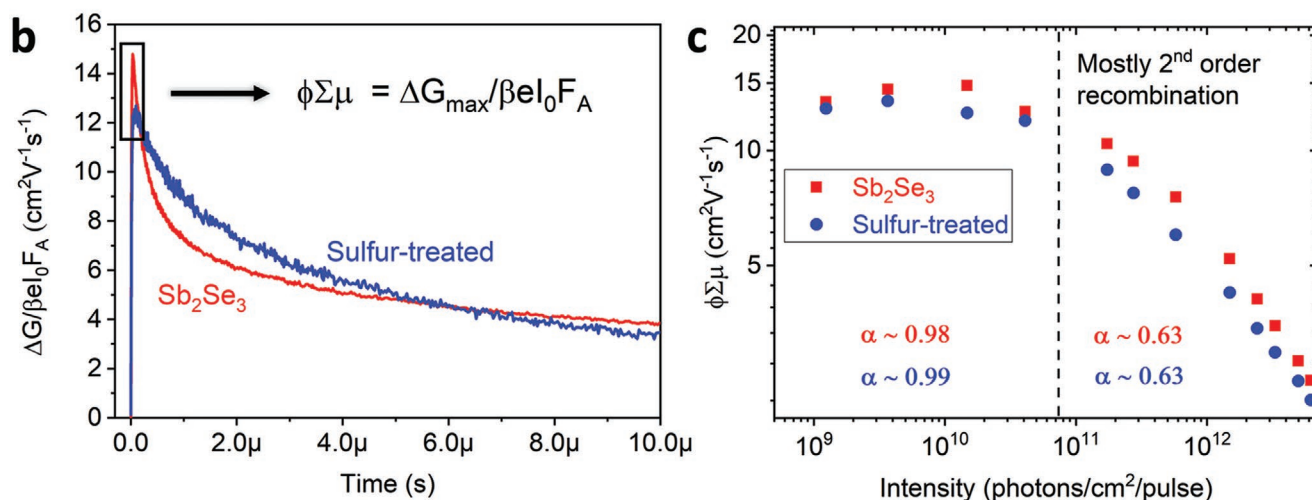 b
ϕΣμ = ΔG_max/βeI₀F_A
Sulfur-treated
Sb₂Se₃
ΔG/βeI₀F_A (cm²V⁻¹s⁻¹)
16
14
12
10
8
6
4
2
0
0.0
2.0μ
4.0μ
6.0μ
8.0μ
10.0μ
Time (s)
c
Mostly 2ⁿᵈ order
recombination
Sb₂Se₃
Sulfur-treated
α ~ 0.98
α ~ 0.63
α ~ 0.99
α ~ 0.63
ϕΣμ (cm²V⁻¹s⁻¹)
20
15
10
5
10⁹
10¹⁰
10¹¹
10¹²
Intensity (photons/cm²/pulse)